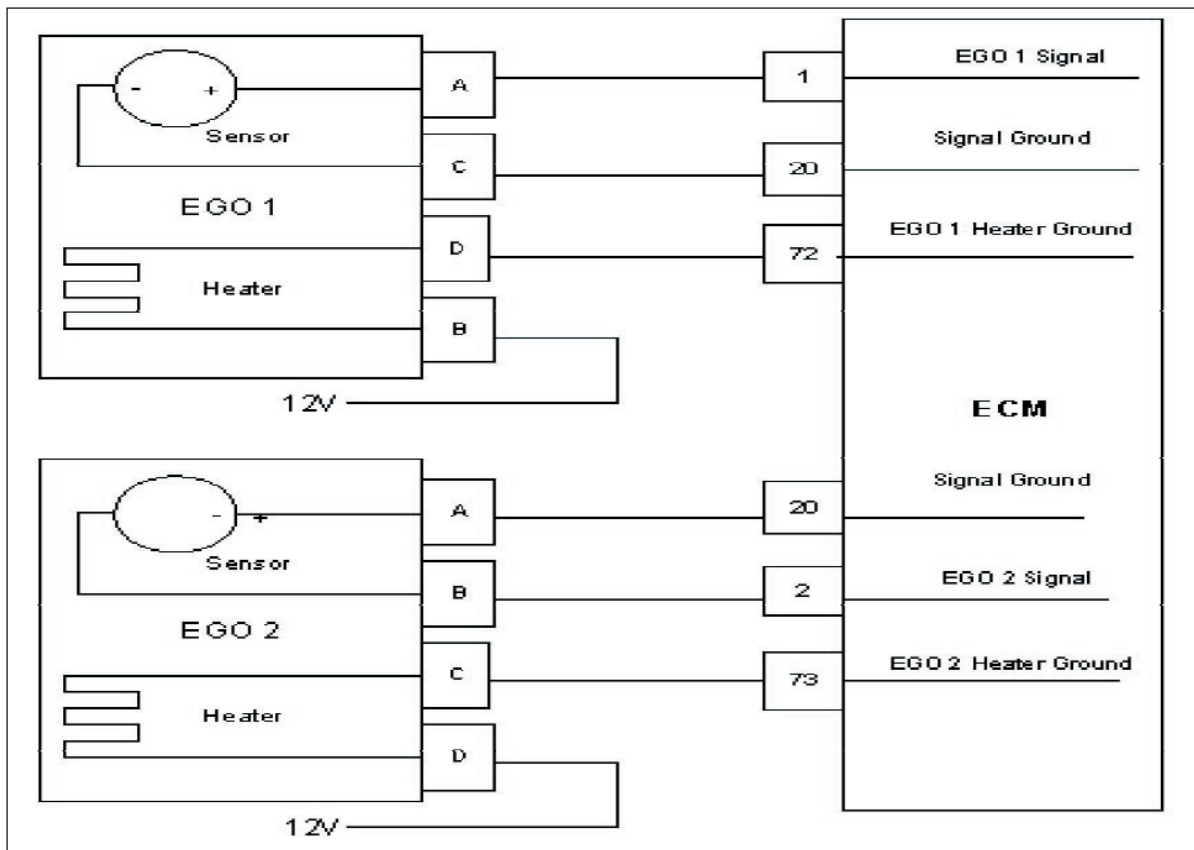 - +
Sensor
EGO 1
Heater
A
C
D
B
12V
1
20
72
EGO 1 Signal
Signal Ground
EGO 1 Heater Ground
ECM
- +
Sensor
EGO 2
Heater
A
B
C
D
12V
20
2
73
Signal Ground
EGO 2 Signal
EGO 2 Heater Ground